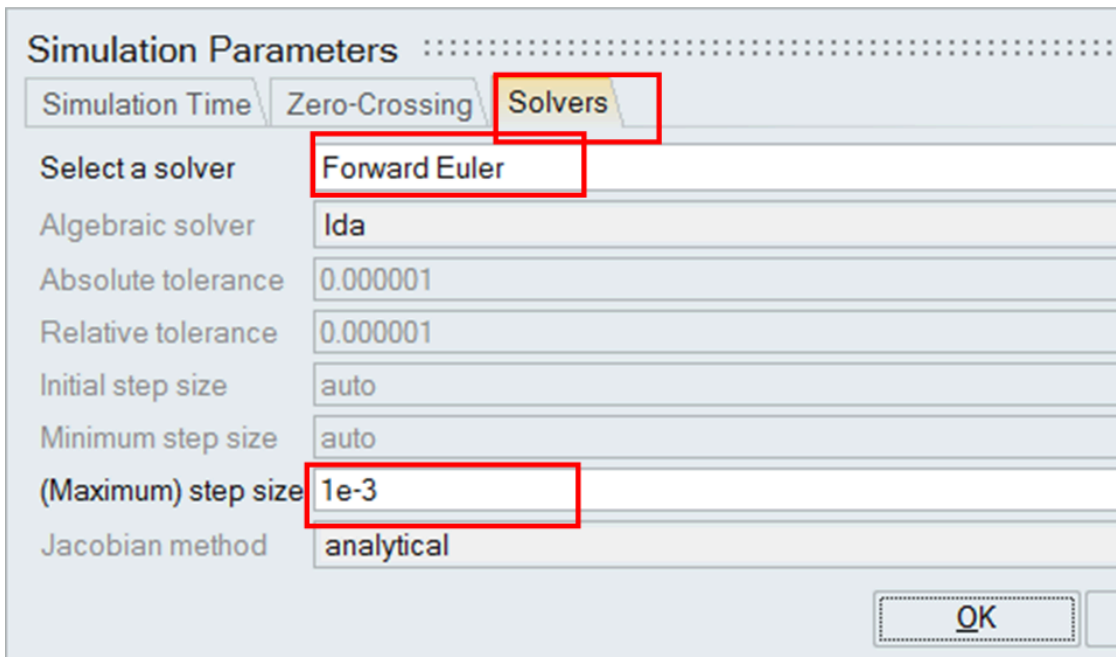 Simulation Parameters
Simulation Time Zero-Crossing Solvers
Select a solver Forward Euler
Algebraic solver Ida
Absolute tolerance 0.000001
Relative tolerance 0.000001
Initial step size auto
Minimum step size auto
(Maximum) step size 1e-3
Jacobian method analytical
OK